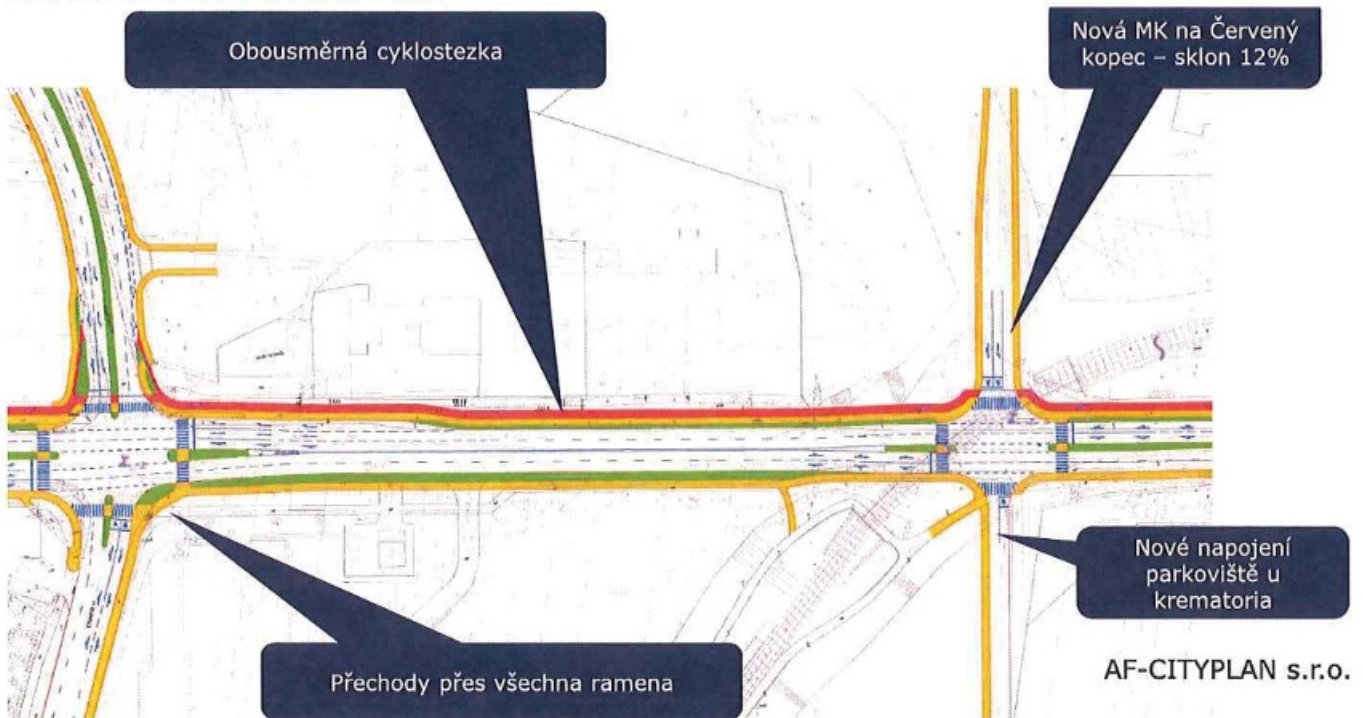 Obousměrná cyklostezka
Nová MK na Červený
kopec – sklon 12%
Nové napojení
parkoviště u
krematoria
Přechody přes všechna ramena
AF-CITYPLAN s.r.o.